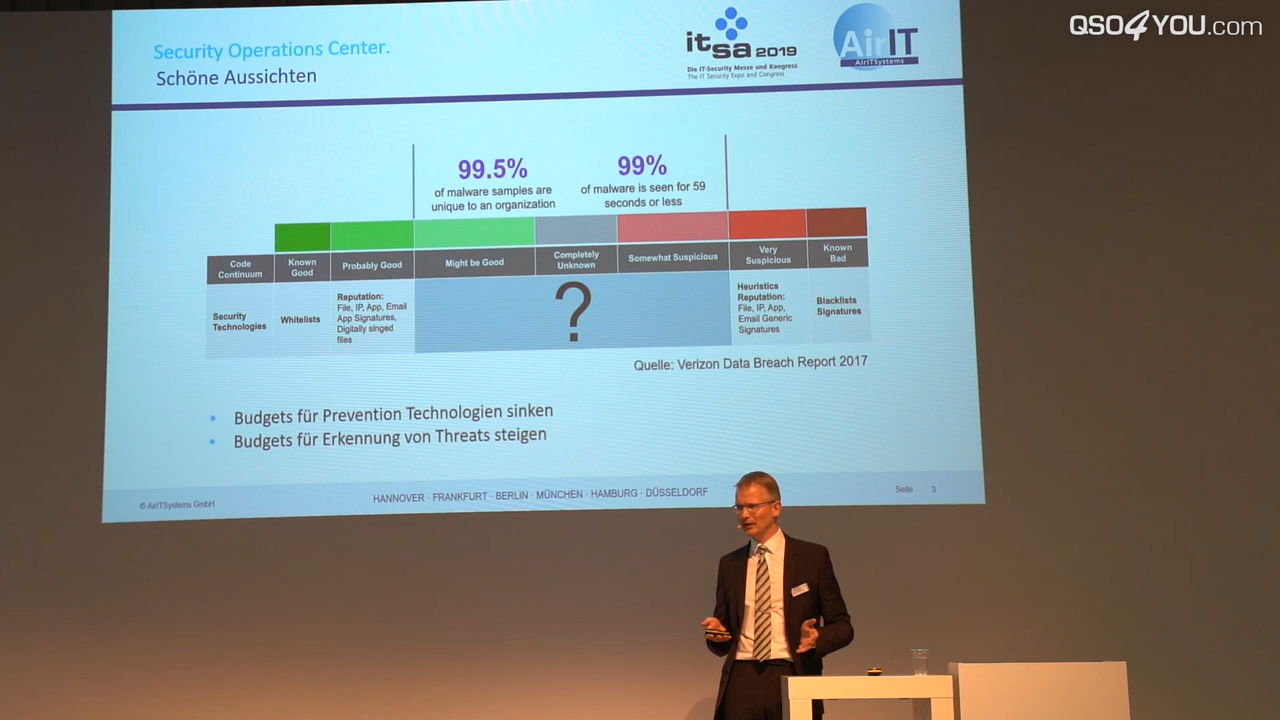 QSO4YOU.com
Security Operations Center.
Schöne Aussichten
itsa 2019
Die IT-Security Messe und Kongress
The IT Security Expo and Congress
AirIT
AirITSystems
99.5%
of malware samples are
unique to an organization
99%
of malware is seen for 59
seconds or less
Code
Continuum
Known
Good
Probably Good
Might be Good
Completely
Unknown
Somewhat Suspicious
Very
Suspicious
Known
Bad
Security
Technologies
Whitelists
Reputation:
File, IP, App, Email
App Signatures,
Digitally singed
files
?
Heuristics
Reputation:
File, IP, App,
Email Generic
Signatures
Blacklists
Signatures
Quelle: Verizon Data Breach Report 2017
• Budgets für Prevention Technologien sinken
• Budgets für Erkennung von Threats steigen
© AirITSystems GmbH
HANNOVER · FRANKFURT · BERLIN · MÜNCHEN · HAMBURG · DÜSSELDORF
Seite 3